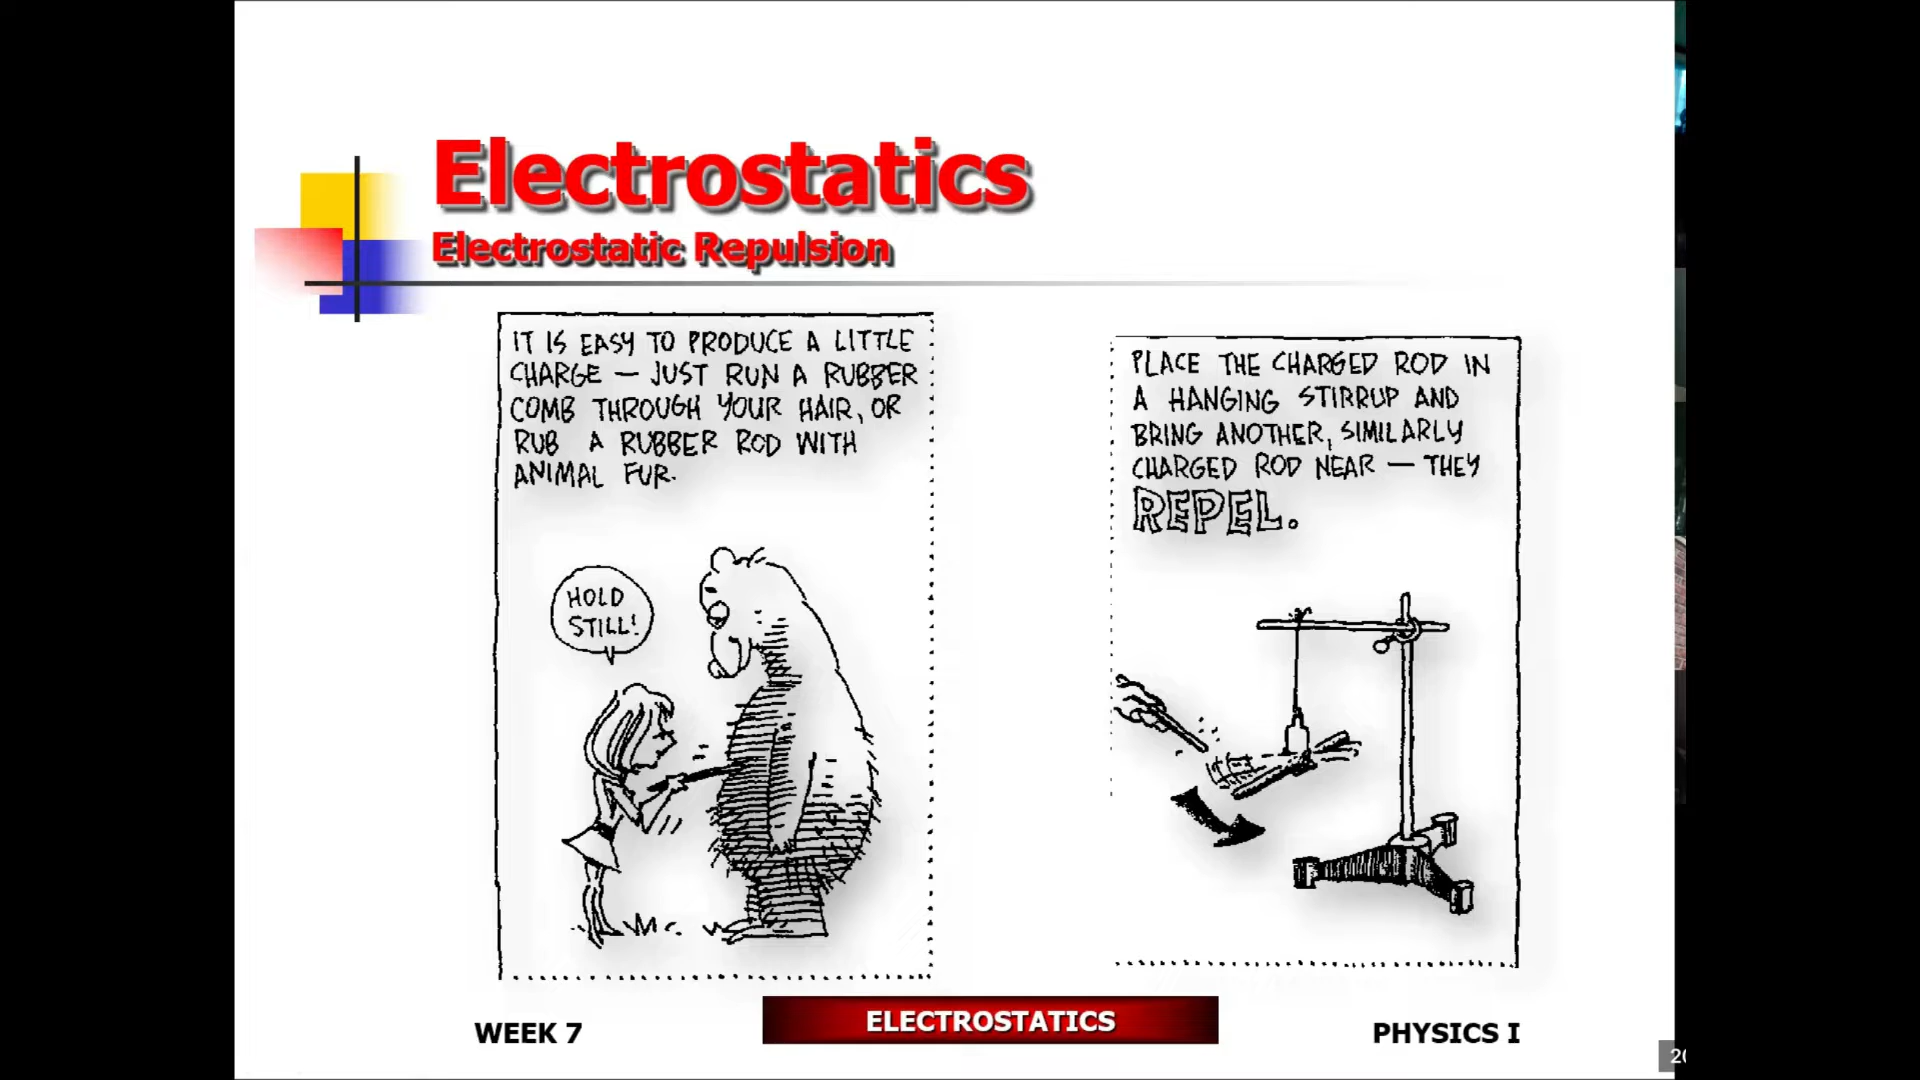 Electrostatics
Electrostatic Repulsion
IT IS EASY TO PRODUCE A LITTLE
CHARGE — JUST RUN A RUBBER
COMB THROUGH YOUR HAIR, OR
RUB A RUBBER ROD WITH
ANIMAL FUR.
HOLD
STILL!
PLACE THE CHARGED ROD IN
A HANGING STIRRUP AND
BRING ANOTHER, SIMILARLY
CHARGED ROD NEAR — THEY
REPEL.
WEEK 7
ELECTROSTATICS
PHYSICS I